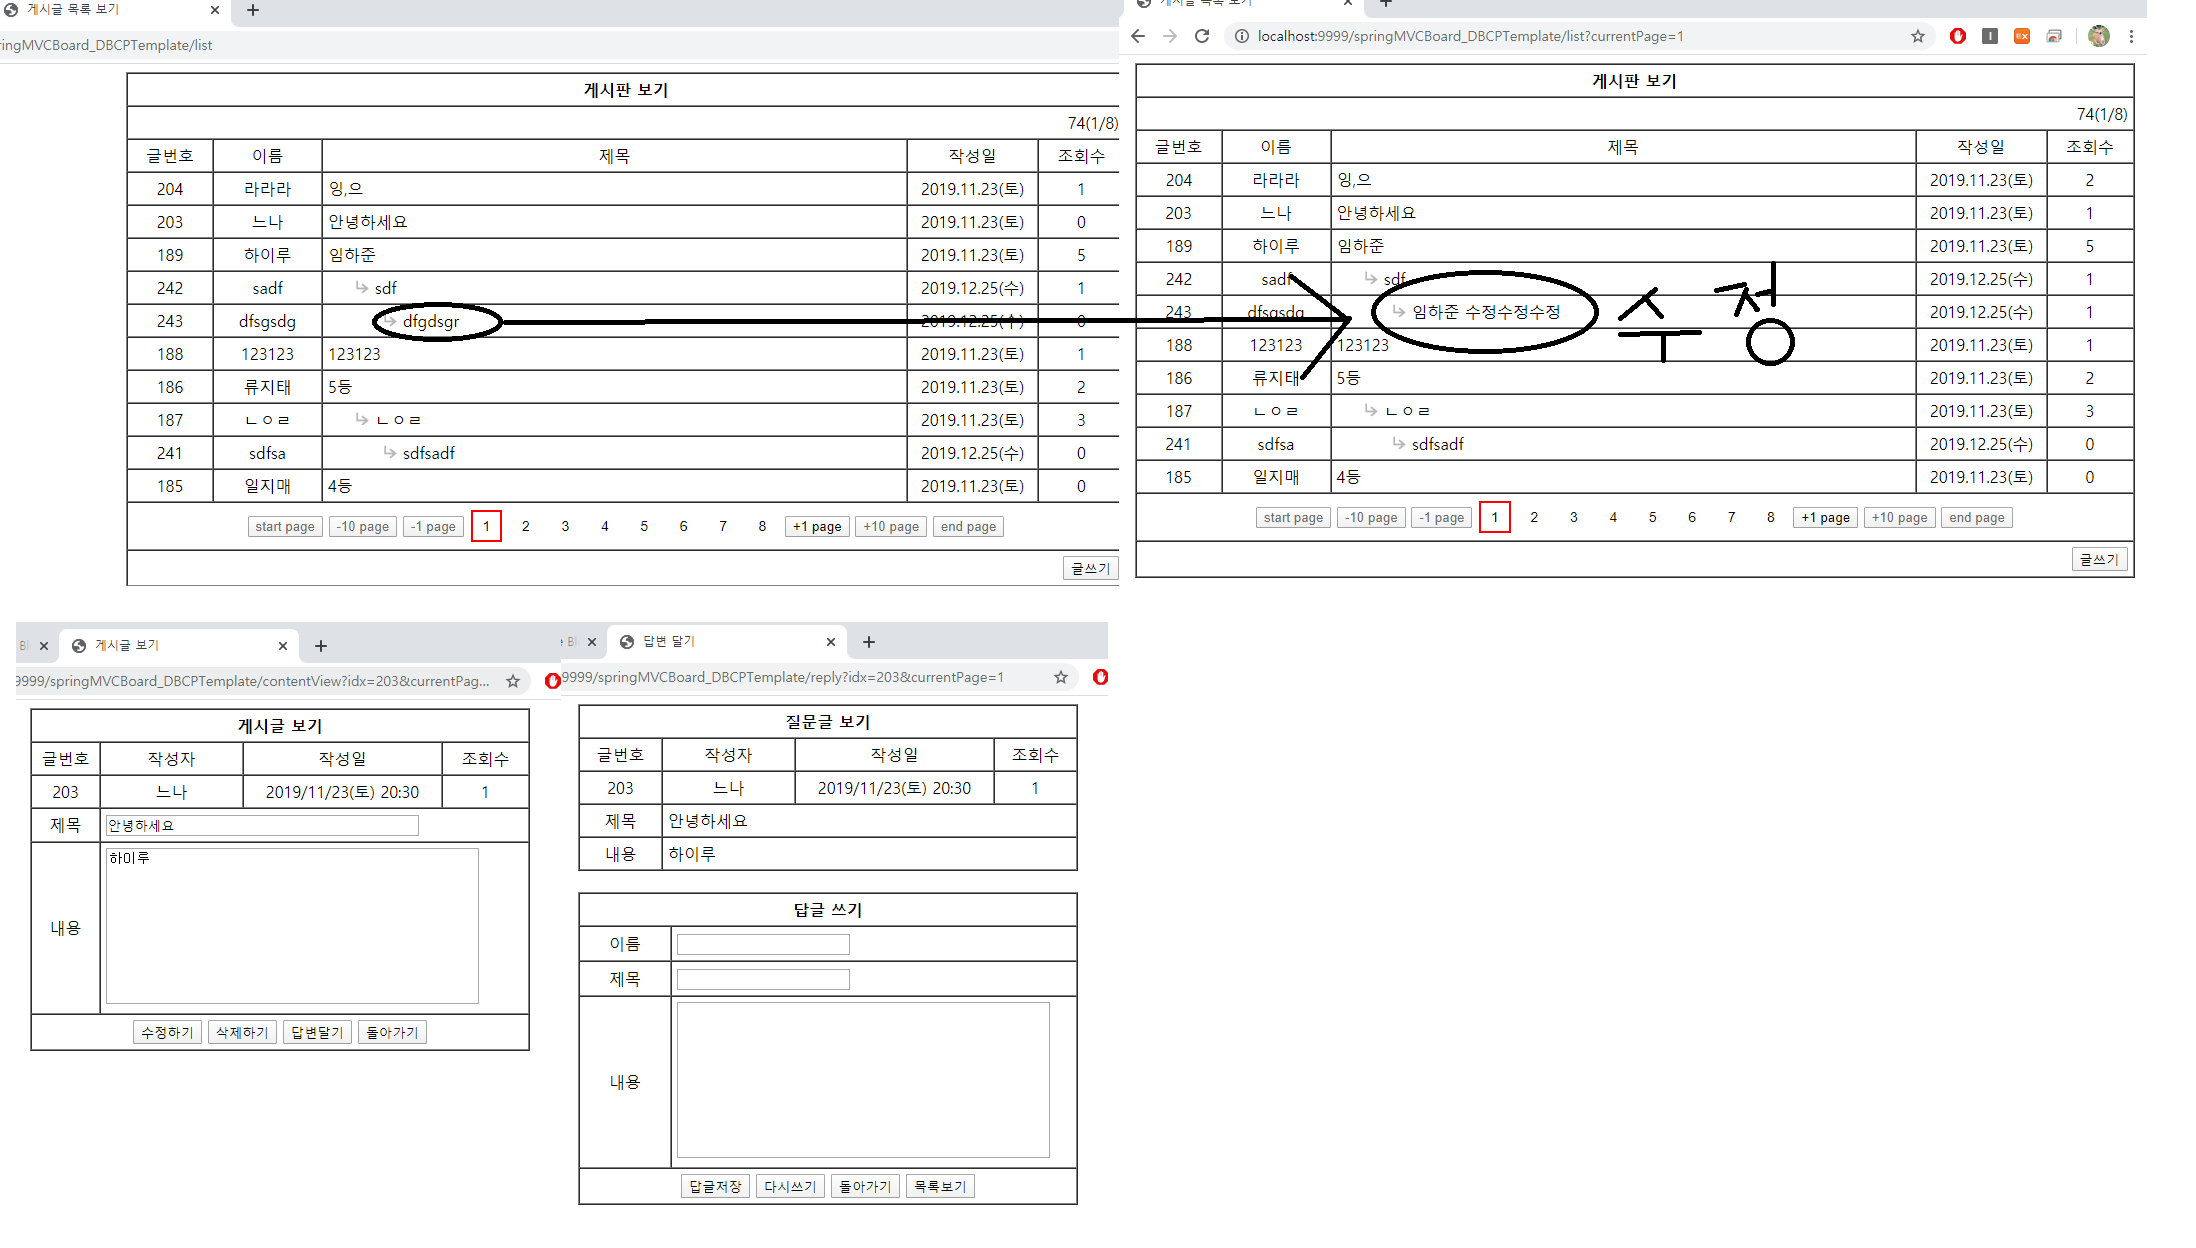 게시글 목록 보기
ringMVCBoard_DBCPTemplate/list
게시판 보기
74(1/8)
글번호 이름 제목 작성일 조회수
204 라라라 잉,으 2019.11.23(토) 1
203 느나 안녕하세요 2019.11.23(토) 0
189 하이루 임하준 2019.11.23(토) 5
242 sadf sdf 2019.12.25(수) 1
243 dfsgsdg dfgdsgr 2019.12.25(수) 0
188 123123 123123 2019.11.23(토) 1
186 류지태 5등 2019.11.23(토) 2
187 ㄴㅇㄹ ㄴㅇㄹ 2019.11.23(토) 3
241 sdfsa sdfsadf 2019.12.25(수) 0
185 일지매 4등 2019.11.23(토) 0
start page -10 page -1 page 1 2 3 4 5 6 7 8 +1 page +10 page end page
글쓰기
게시글 목록 보기
localhost:9999/springMVCBoard_DBCPTemplate/list?currentPage=1
게시판 보기
74(1/8)
글번호 이름 제목 작성일 조회수
204 라라라 잉,으 2019.11.23(토) 2
203 느나 안녕하세요 2019.11.23(토) 1
189 하이루 임하준 2019.11.23(토) 5
242 sadf sdf 2019.12.25(수) 1
243 dfsgsdg 임하준 수정수정수정 2019.12.25(수) 1
수정
188 123123 123123 2019.11.23(토) 1
186 류지태 5등 2019.11.23(토) 2
187 ㄴㅇㄹ ㄴㅇㄹ 2019.11.23(토) 3
241 sdfsa sdfsadf 2019.12.25(수) 0
185 일지매 4등 2019.11.23(토) 0
start page -10 page -1 page 1 2 3 4 5 6 7 8 +1 page +10 page end page
글쓰기
게시글 보기
9999/springMVCBoard_DBCPTemplate/contentView?idx=203&currentPag...
게시글 보기
글번호 작성자 작성일 조회수
203 느나 2019/11/23(토) 20:30 1
제목 안녕하세요
내용 하이루
수정하기 삭제하기 답변달기 돌아가기
답변 달기
9999/springMVCBoard_DBCPTemplate/reply?idx=203&currentPage=1
질문글 보기
글번호 작성자 작성일 조회수
203 느나 2019/11/23(토) 20:30 1
제목 안녕하세요
내용 하이루
답글 쓰기
이름
제목
내용
답글저장 다시쓰기 돌아가기 목록보기